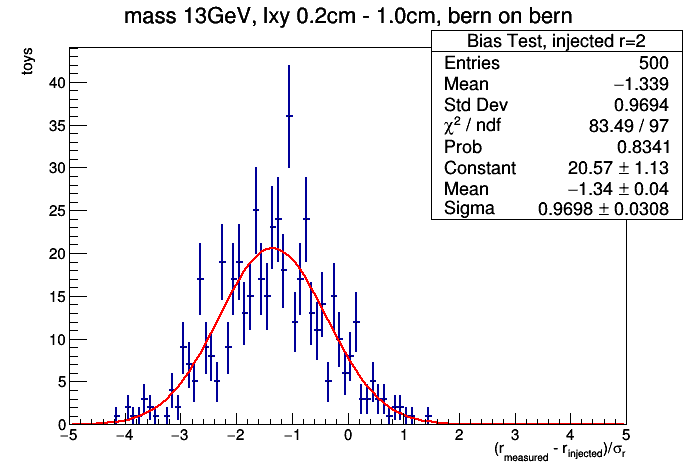 mass 13GeV, lxy 0.2cm - 1.0cm, bern on bern
Bias Test, injected r=2
Entries 500
Mean −1.339
Std Dev 0.9694
χ² / ndf 83.49 / 97
Prob 0.8341
Constant 20.57 ± 1.13
Mean −1.34 ± 0.04
Sigma 0.9698 ± 0.0308
toys
40
35
30
25
20
15
10
5
0
−5 −4 −3 −2 −1 0 1 2 3 4 5
(r_measured - r_injected)/σ_r